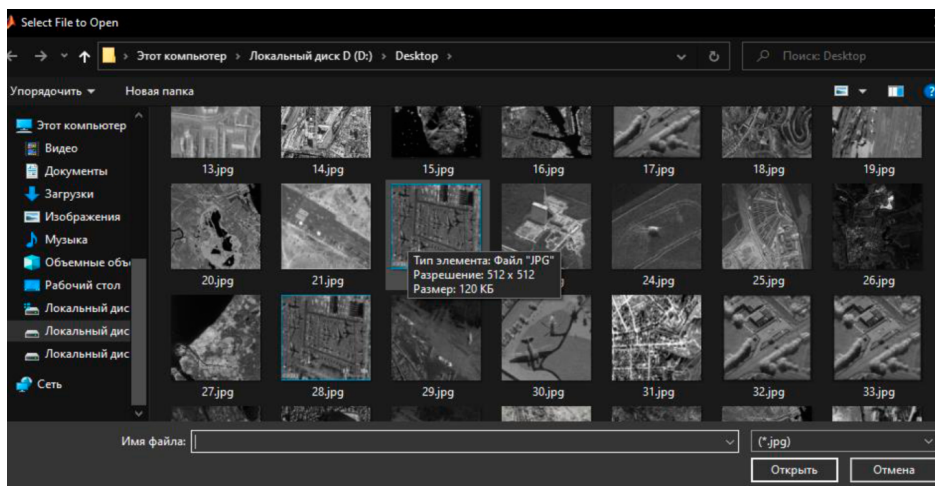 Select File to Open
Этот компьютер › Локальный диск D (D:) › Desktop ›
Поиск: Desktop
Упорядочить
Новая папка
Этот компьютер
Видео
Документы
Загрузки
Изображения
Музыка
Объемные объ
Рабочий стол
Локальный дис
Локальный дис
Локальный дис
Сеть
13.jpg 14.jpg 15.jpg 16.jpg 17.jpg 18.jpg 19.jpg
20.jpg 21.jpg 24.jpg 25.jpg 26.jpg
Тип элемента: Файл "JPG"
Разрешение: 512 x 512
Размер: 120 КБ
27.jpg 28.jpg 29.jpg 30.jpg 31.jpg 32.jpg 33.jpg
Имя файла:
(*.jpg)
Открыть Отмена